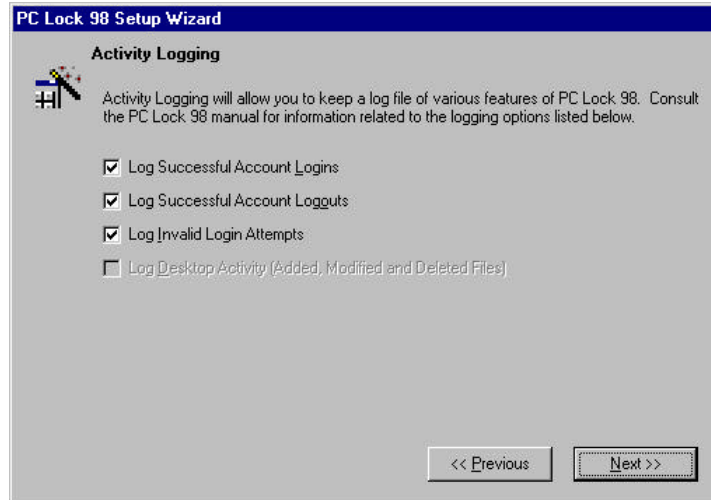 PC Lock 98 Setup Wizard
Activity Logging
Activity Logging will allow you to keep a log file of various features of PC Lock 98. Consult
the PC Lock 98 manual for information related to the logging options listed below.
Log Successful Account Logins
Log Successful Account Logouts
Log Invalid Login Attempts
Log Desktop Activity (Added, Modified and Deleted Files)
<< Previous
Next >>